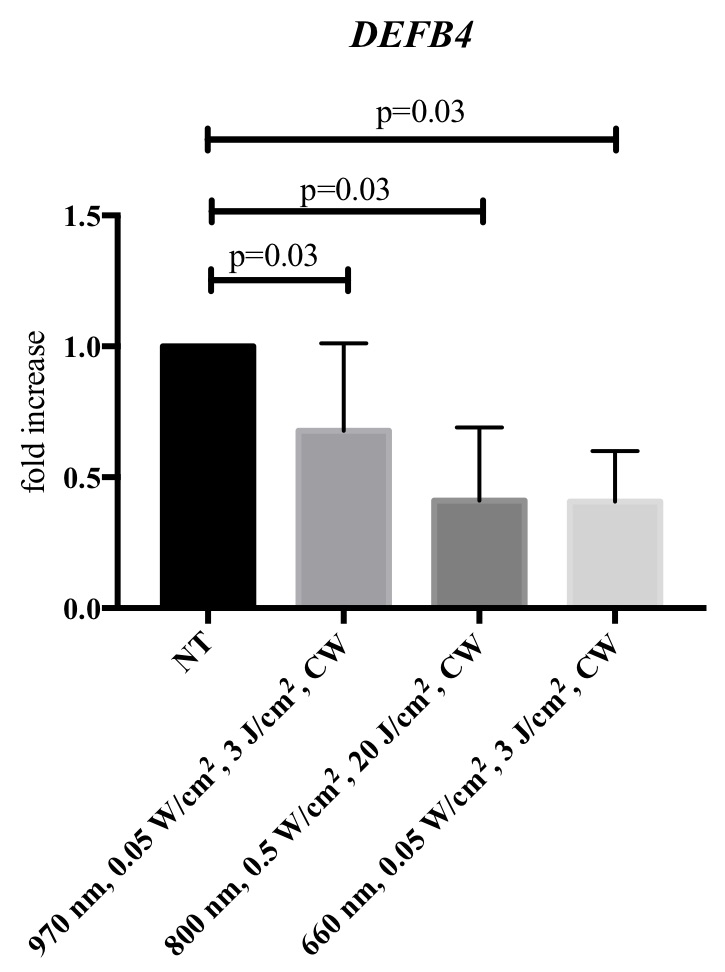 DEFB4
p=0.03
p=0.03
p=0.03
fold increase
1.5
1.0
0.5
0.0
NT
970 nm, 0.05 W/cm², 3 J/cm², CW
800 nm, 0.5 W/cm², 20 J/cm², CW
660 nm, 0.05 W/cm², 3 J/cm², CW